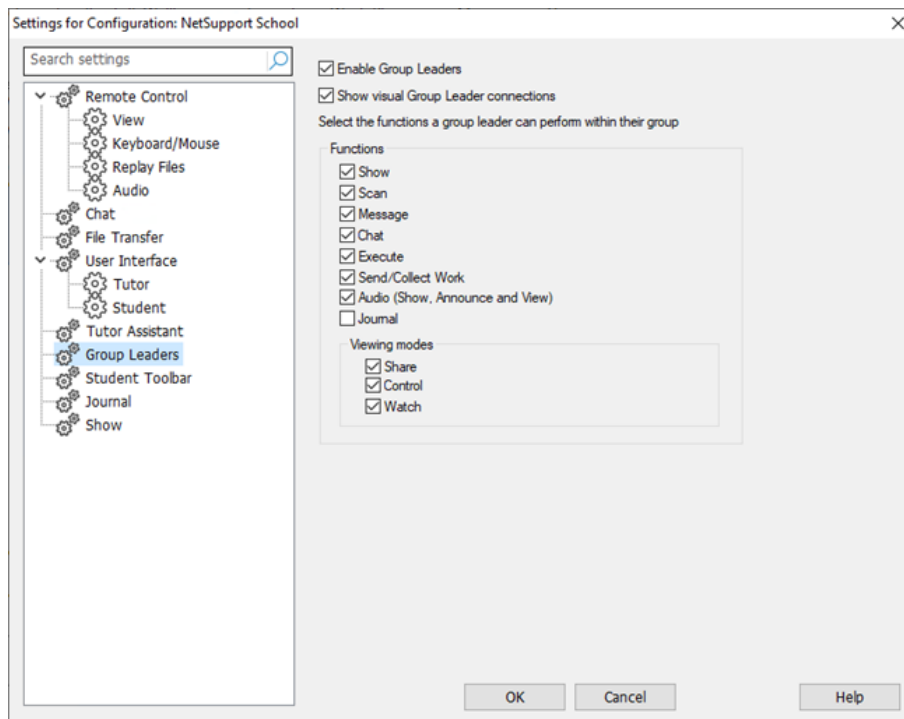 Settings for Configuration: NetSupport School
Search settings
Remote Control
View
Keyboard/Mouse
Replay Files
Audio
Chat
File Transfer
User Interface
Tutor
Student
Tutor Assistant
Group Leaders
Student Toolbar
Journal
Show
Enable Group Leaders
Show visual Group Leader connections
Select the functions a group leader can perform within their group
Functions
Show
Scan
Message
Chat
Execute
Send/Collect Work
Audio (Show, Announce and View)
Journal
Viewing modes
Share
Control
Watch
OK
Cancel
Help